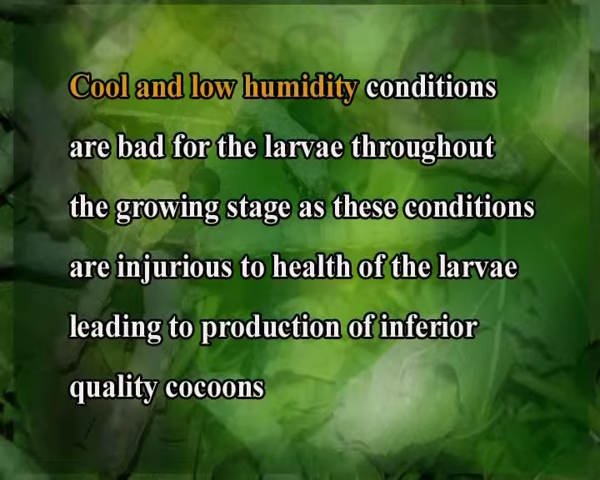 Cool and low humidity conditions
are bad for the larvae throughout
the growing stage as these conditions
are injurious to health of the larvae
leading to production of inferior
quality cocoons